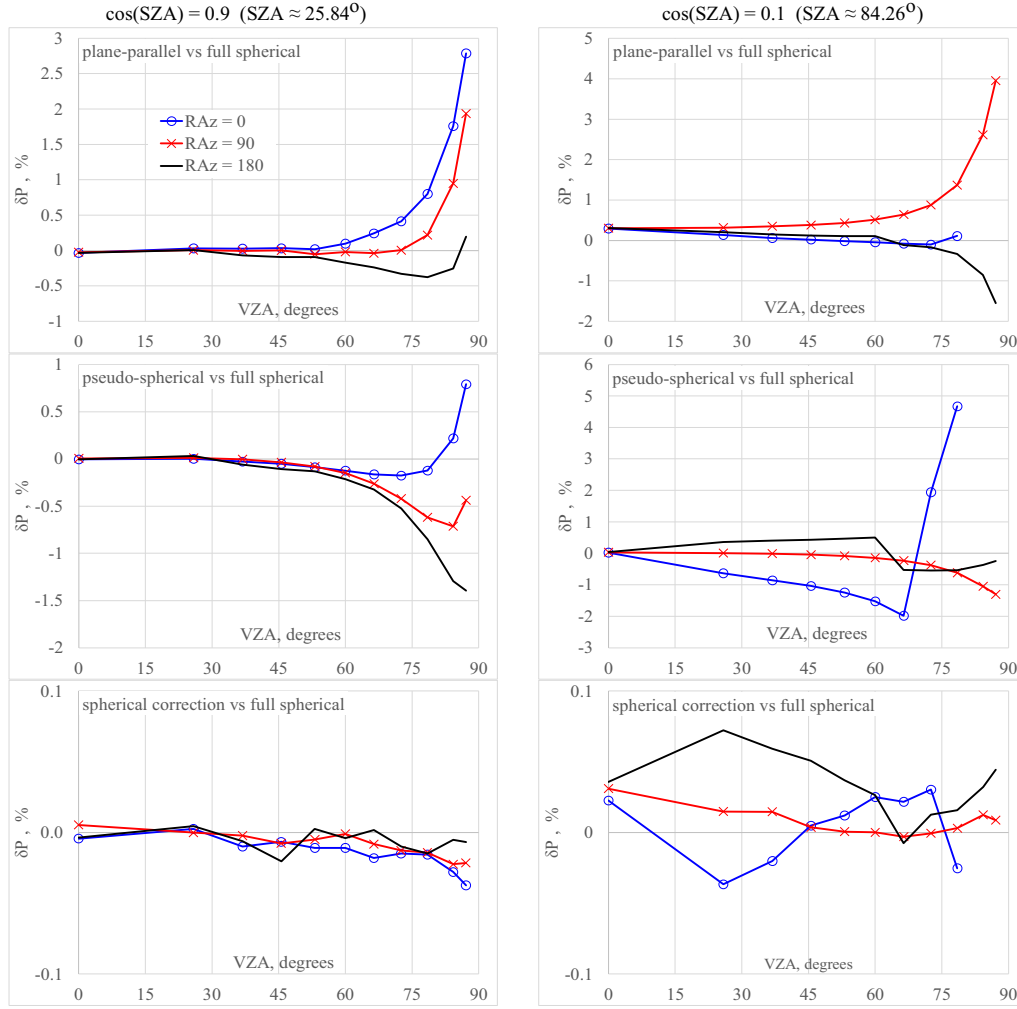 cos(SZA) = 0.9 (SZA ≈ 25.84°)
cos(SZA) = 0.1 (SZA ≈ 84.26°)
plane-parallel vs full spherical
3
2.5
2
1.5
1
0.5
0
-0.5
-1
δP , %
RAz = 0
RAz = 90
RAz = 180
VZA, degrees
0 15 30 45 60 75 90
plane-parallel vs full spherical
5
4
3
2
1
0
-1
-2
δP , %
VZA, degrees
0 15 30 45 60 75 90
pseudo-spherical vs full spherical
1
0.5
0
-0.5
-1
-1.5
-2
δP , %
VZA, degrees
0 15 30 45 60 75 90
pseudo-spherical vs full spherical
6
5
4
3
2
1
0
-1
-2
-3
δP , %
VZA, degrees
0 15 30 45 60 75 90
spherical correction vs full spherical
0.1
0.0
-0.1
δP , %
VZA, degrees
0 15 30 45 60 75 90
spherical correction vs full spherical
0.1
0
-0.1
δP , %
VZA, degrees
0 15 30 45 60 75 90